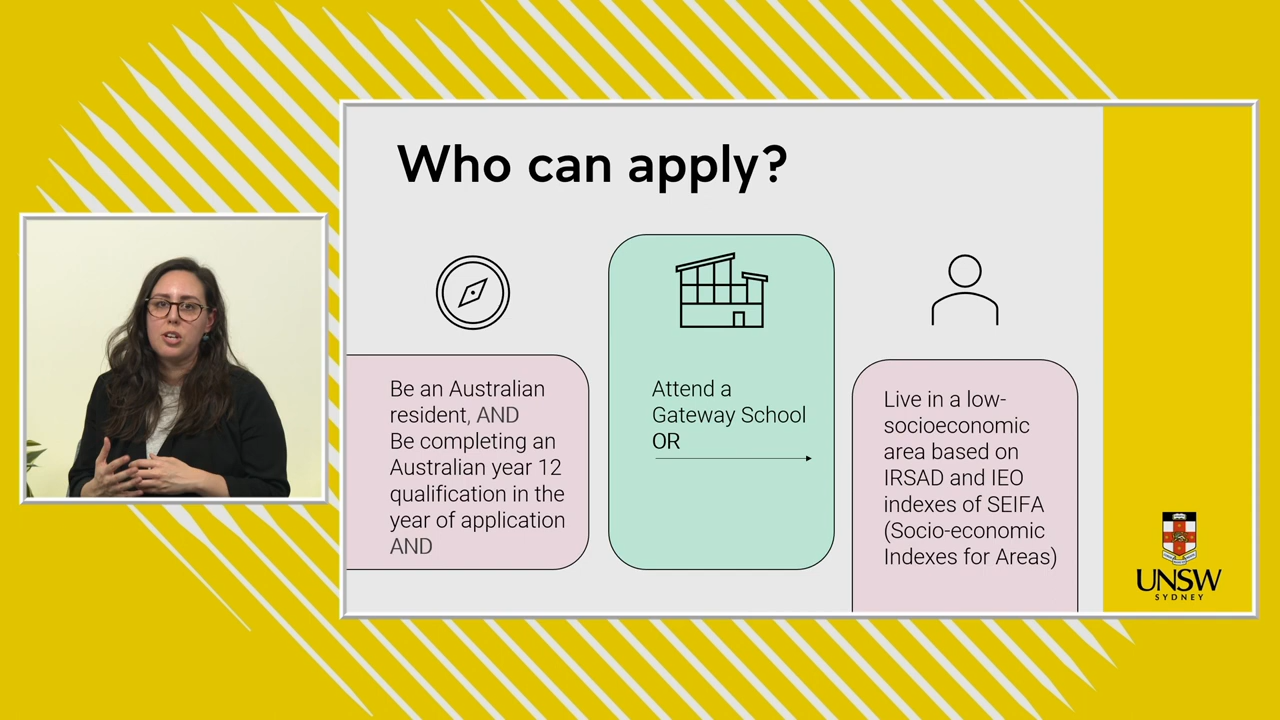 Who can apply?
Be an Australian
resident, AND
Be completing an
Australian year 12
qualification in the
year of application
AND
Attend a
Gateway School
OR
Live in a low-
socioeconomic
area based on
IRSAD and IEO
indexes of SEIFA
(Socio-economic
Indexes for Areas)
UNSW
SYDNEY